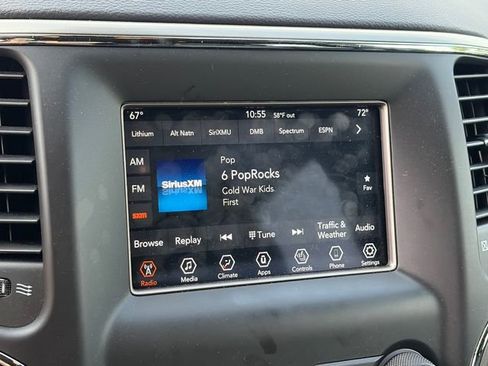 67° 10:55 58°F out 72°
Lithium Alt Natn SiriXMU DMB Spectrum ESPN
AM
FM
SXM
SiriusXM
Pop
6 PopRocks
Cold War Kids
First
Fav
Browse Replay Tune Traffic & Weather Audio
Radio Media Climate Apps Controls Phone Settings